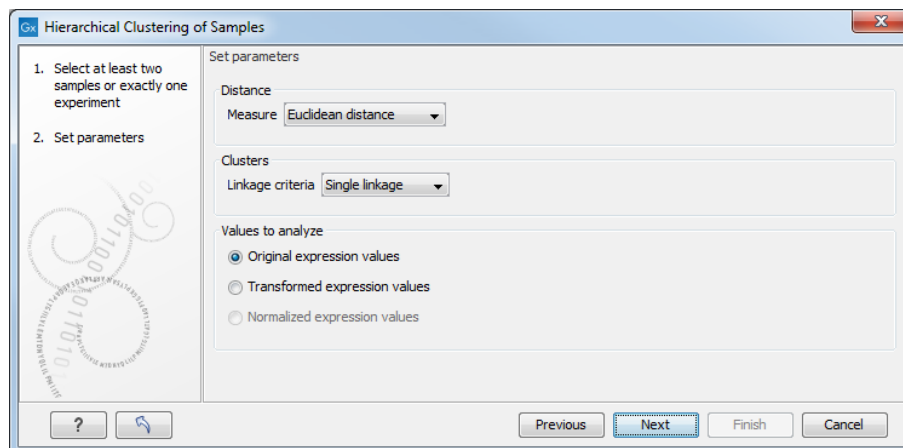 Gx Hierarchical Clustering of Samples
1. Select at least two
samples or exactly one
experiment
2. Set parameters
Set parameters
Distance
Measure Euclidean distance
Clusters
Linkage criteria Single linkage
Values to analyze
Original expression values
Transformed expression values
Normalized expression values
? Previous Next Finish Cancel